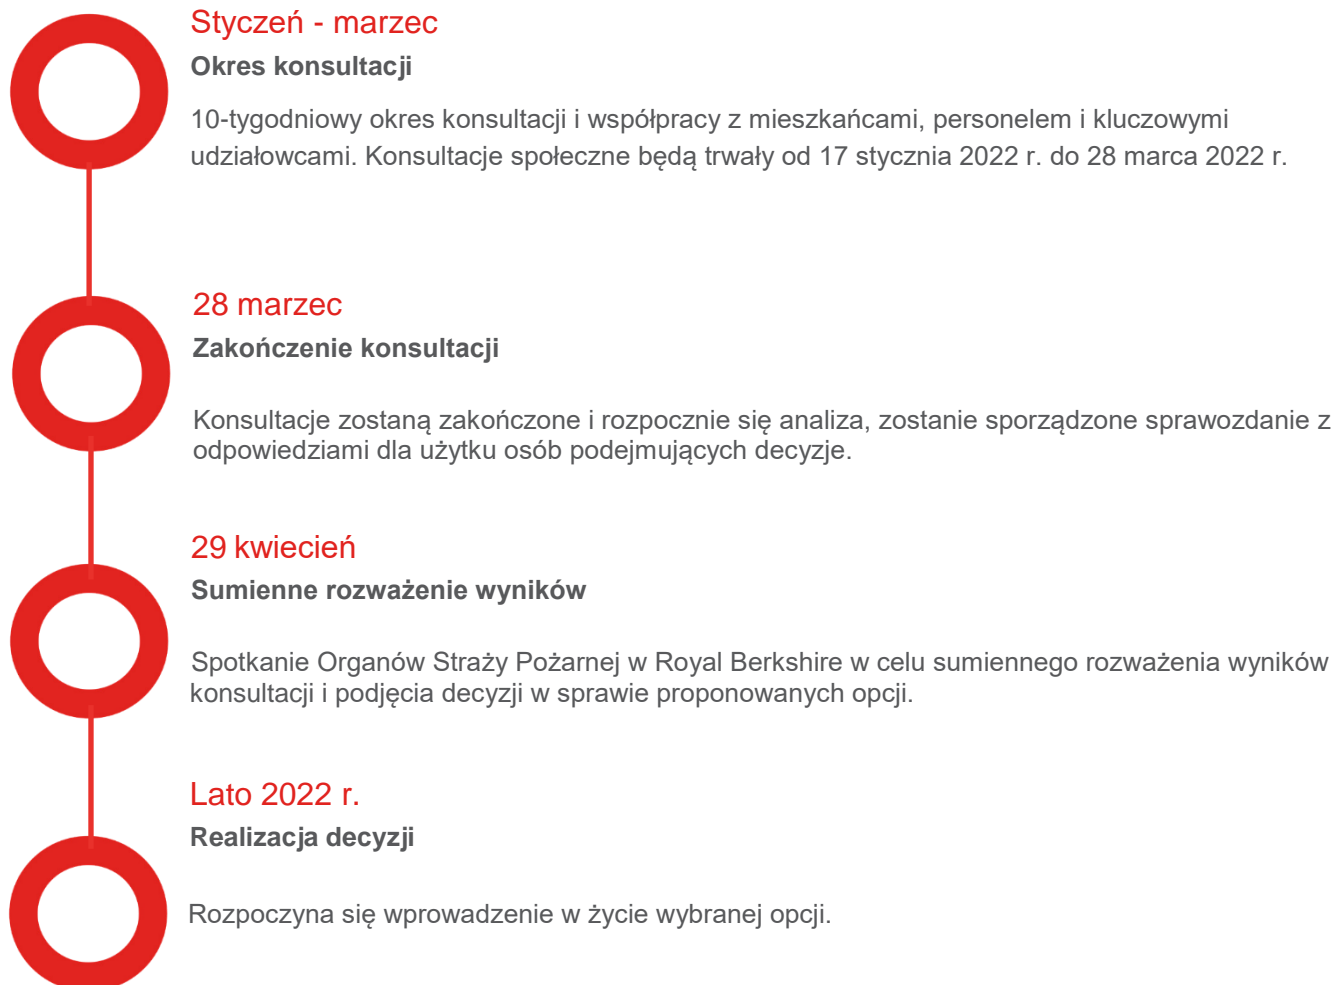 Styczeń - marzec
Okres konsultacji
10-tygodniowy okres konsultacji i współpracy z mieszkańcami, personelem i kluczowymi
udziałowcami. Konsultacje społeczne będą trwały od 17 stycznia 2022 r. do 28 marca 2022 r.
28 marzec
Zakończenie konsultacji
Konsultacje zostaną zakończone i rozpocznie się analiza, zostanie sporządzone sprawozdanie z
odpowiedziami dla użytku osób podejmujących decyzje.
29 kwiecień
Sumienne rozważenie wyników
Spotkanie Organów Straży Pożarnej w Royal Berkshire w celu sumiennego rozważenia wyników
konsultacji i podjęcia decyzji w sprawie proponowanych opcji.
Lato 2022 r.
Realizacja decyzji
Rozpoczyna się wprowadzenie w życie wybranej opcji.